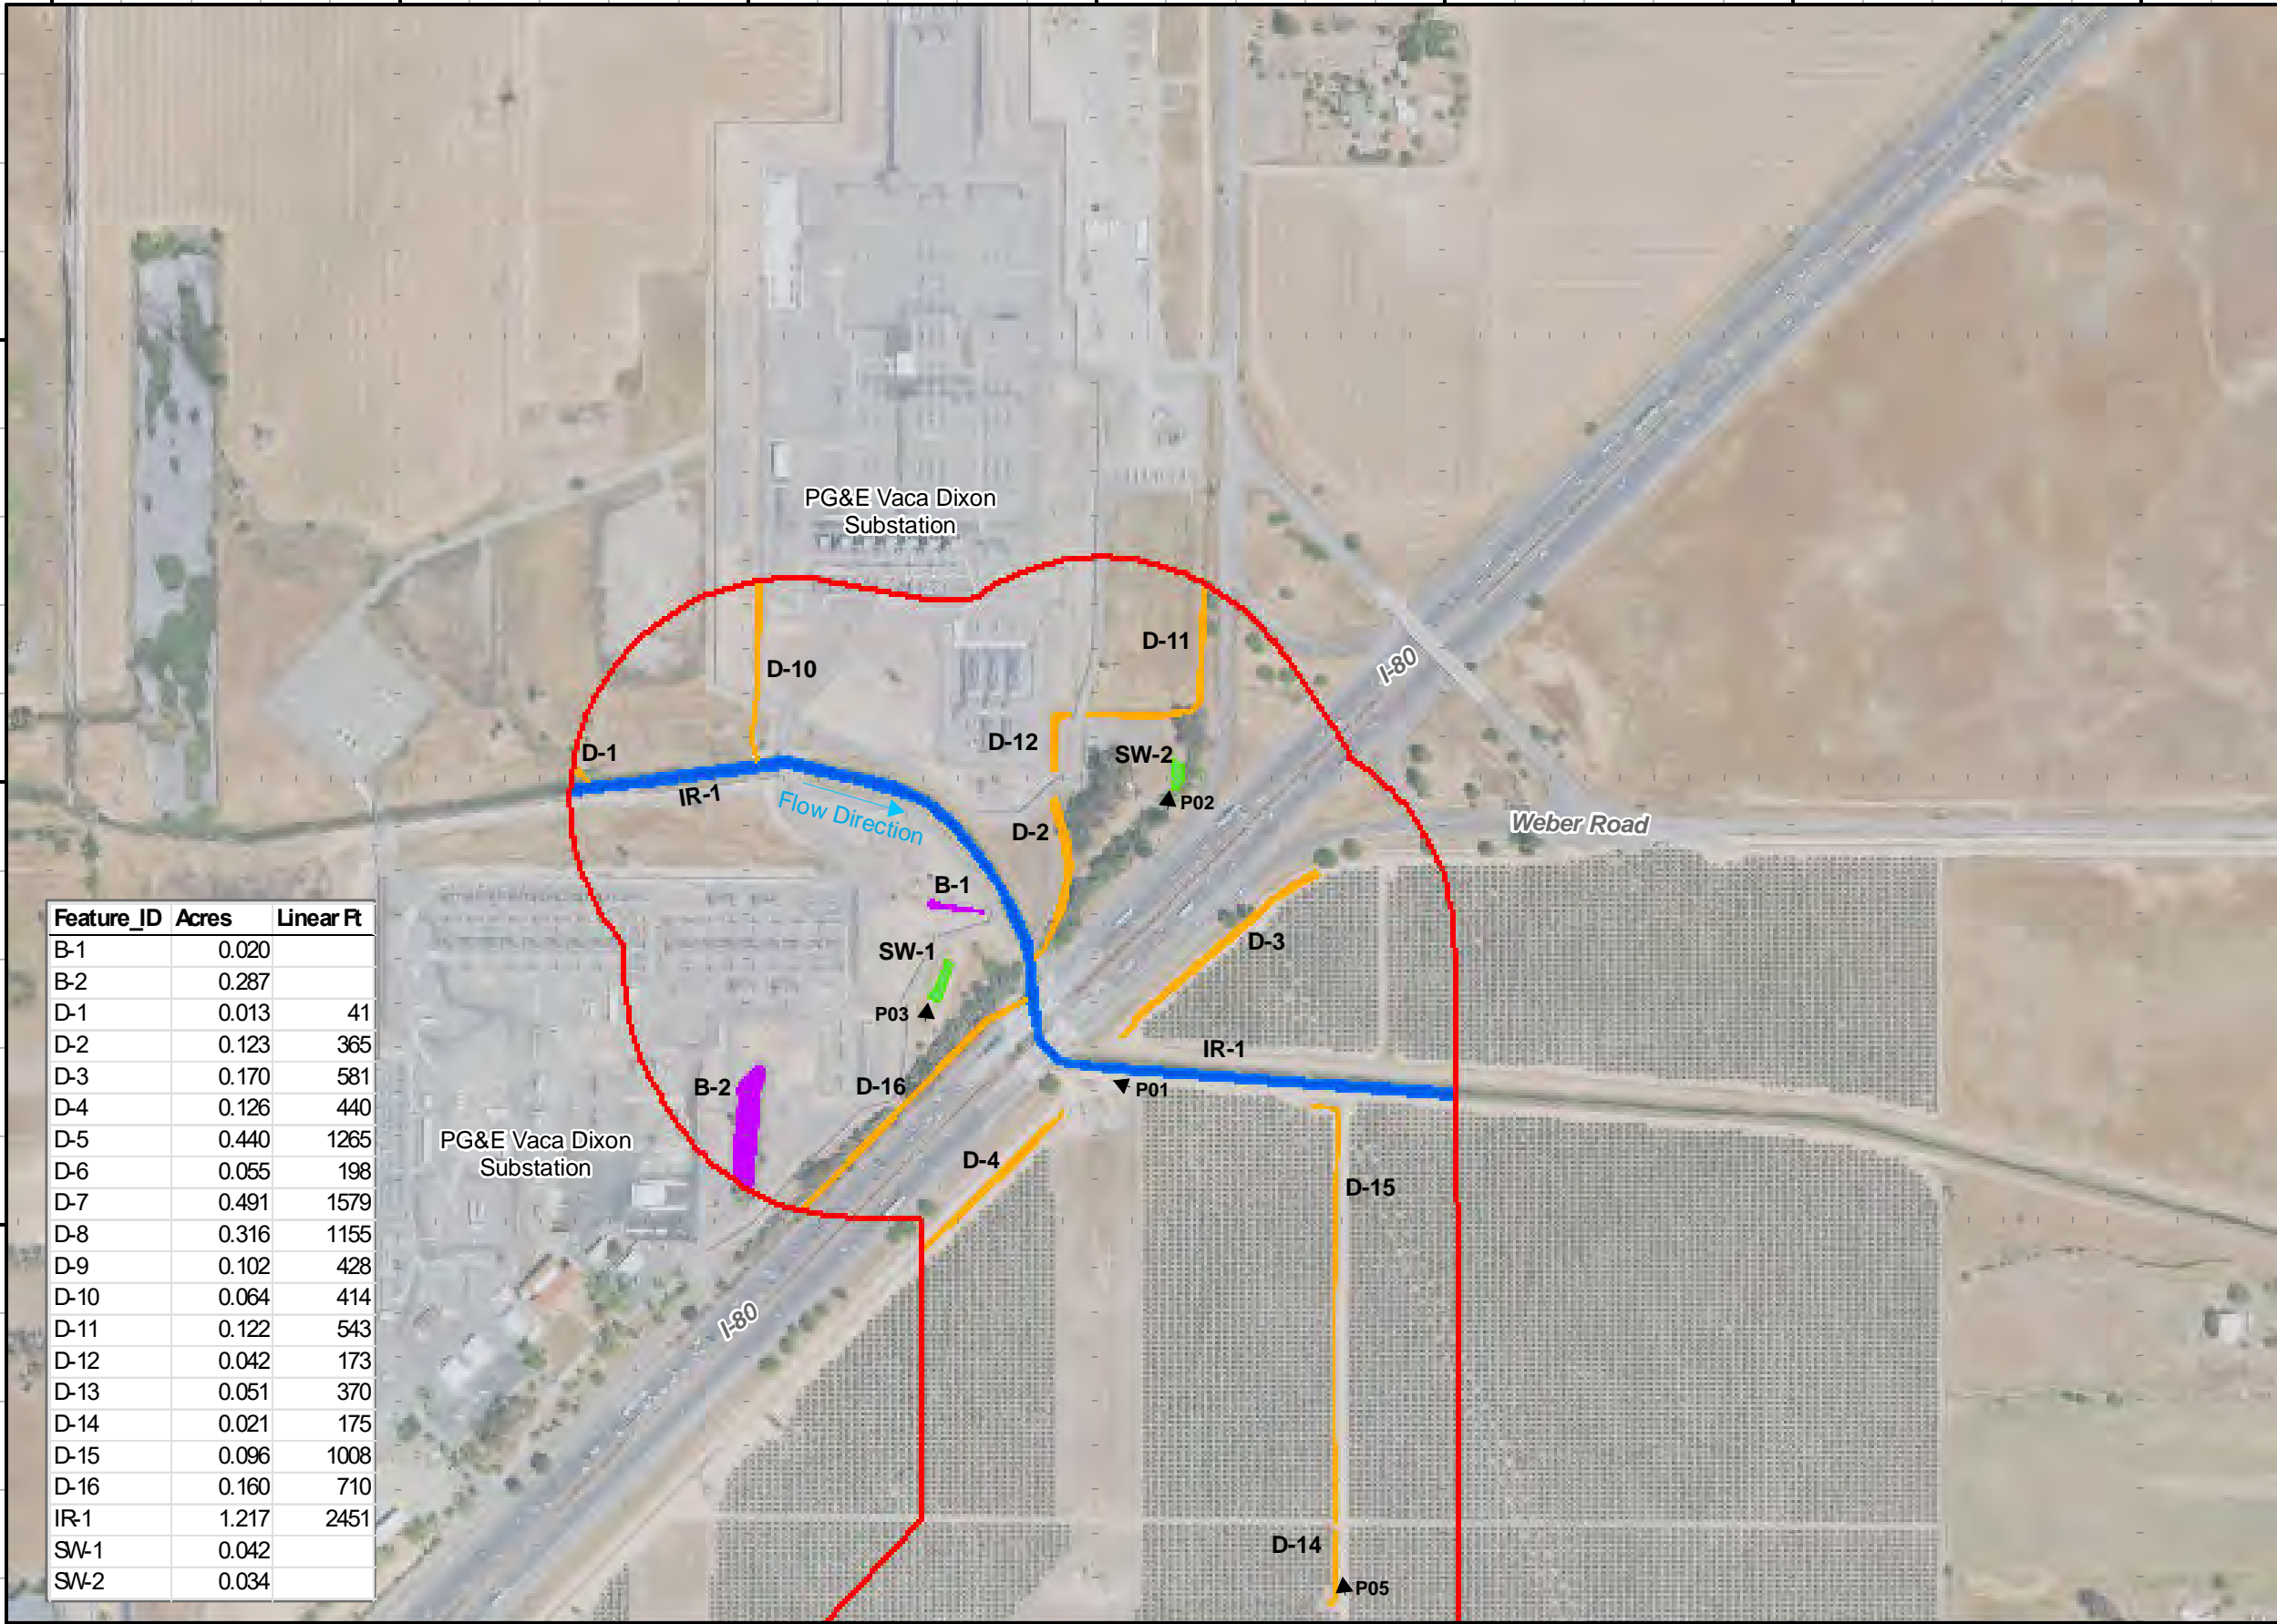 PG&E Vaca Dixon
Substation
D-11
D-10
I-80
D-1
D-12
SW-2
IR-1
P02
Flow Direction
D-2
Weber Road
B-1
D-3
SW-1
P03
IR-1
B-2
D-16
P01
PG&E Vaca Dixon
Substation
D-4
D-15
I-80
D-14
P05
Feature_ID Acres Linear Ft
B-1 0.020
B-2 0.287
D-1 0.013 41
D-2 0.123 365
D-3 0.170 581
D-4 0.126 440
D-5 0.440 1265
D-6 0.055 198
D-7 0.491 1579
D-8 0.316 1155
D-9 0.102 428
D-10 0.064 414
D-11 0.122 543
D-12 0.042 173
D-13 0.051 370
D-14 0.021 175
D-15 0.096 1008
D-16 0.160 710
IR-1 1.217 2451
SW-1 0.042
SW-2 0.034